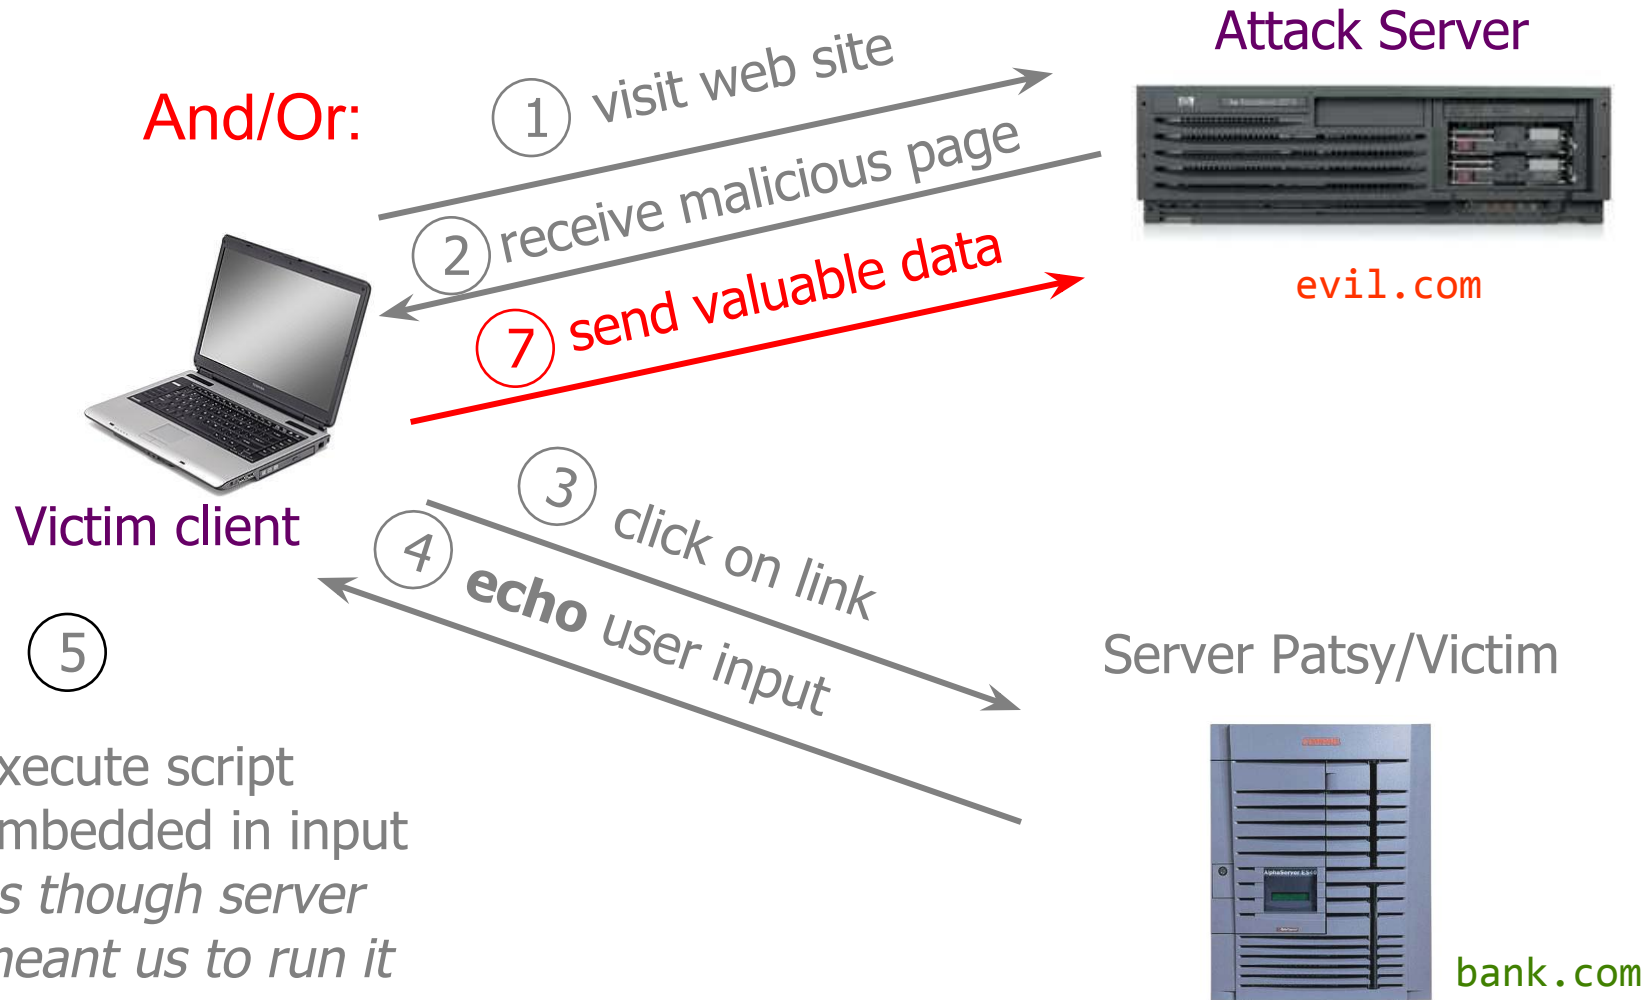 Attack Server
And/Or:
1 visit web site
2 receive malicious page
7 send valuable data
evil.com
Victim client
3 click on link
4 echo user input
5
xecute script
mbedded in input
s though server
meant us to run it
Server Patsy/Victim
bank.com